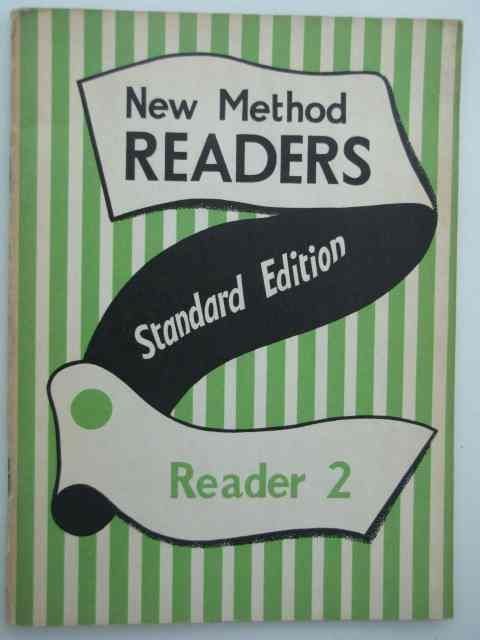 New Method
READERS
Standard Edition
Reader 2